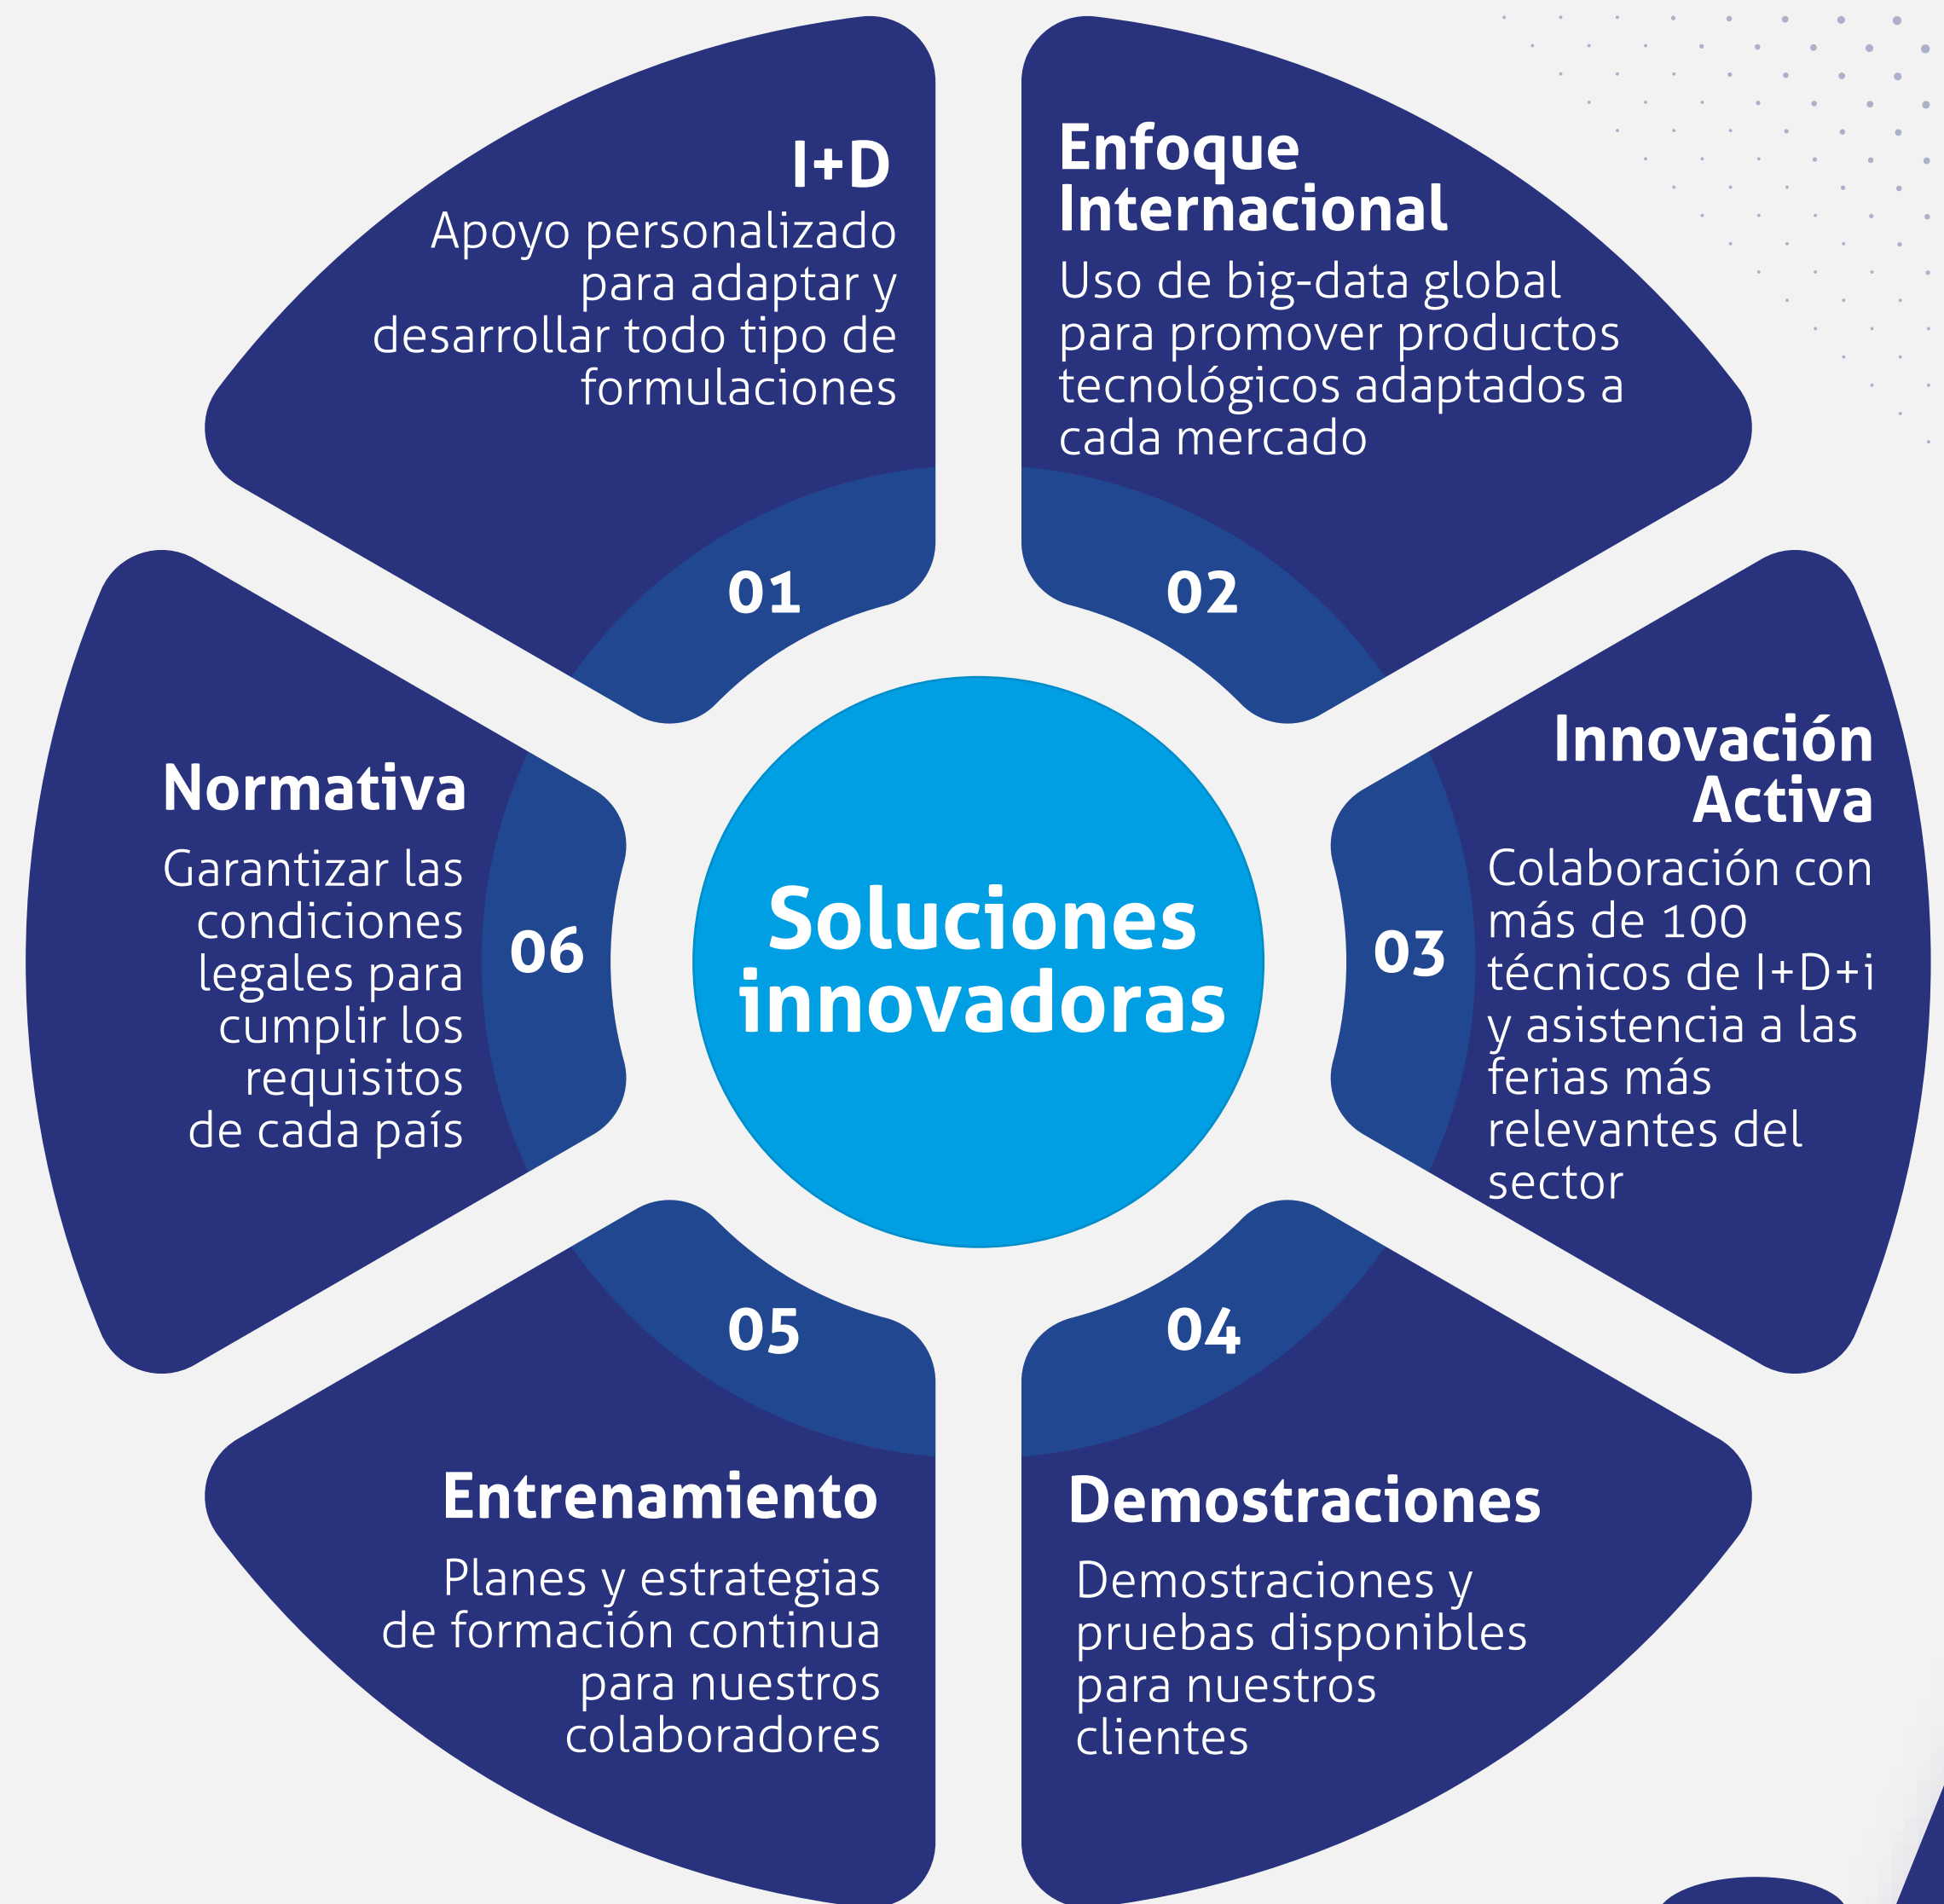 I+D
Apoyo personalizado
para adaptar y
desarrollar todo tipo de
formulaciones
01
Enfoque
Internacional
Uso de big-data global
para promover productos
tecnológicos adaptados a
cada mercado
02
Innovación
Activa
Colaboración con
más de 100
técnicos de I+D+i
y asistencia a las
ferias más
relevantes del
sector
03
Demostraciones
Demostraciones y
pruebas disponibles
para nuestros
clientes
04
Entrenamiento
Planes y estrategias
de formación continua
para nuestros
colaboradores
05
Normativa
Garantizar las
condiciones
legales para
cumplir los
requisitos
de cada país
06
Soluciones
innovadoras